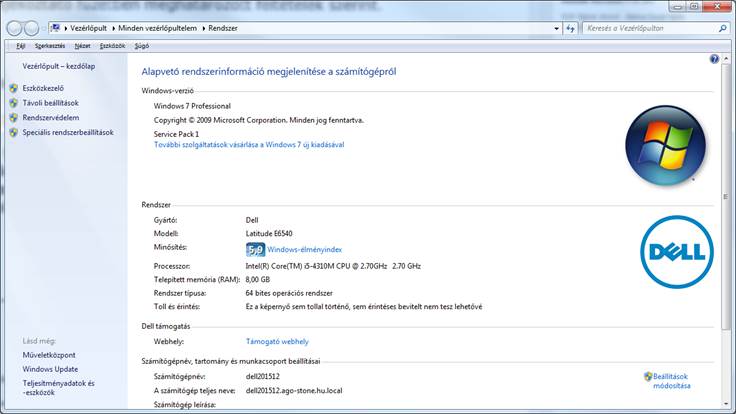 Vezérlőpult ▸ Minden vezérlőpultelem ▸ Rendszer
Keresés a Vezérlőpulton
Fájl Szerkesztés Nézet Eszközök Súgó
Vezérlőpult – kezdőlap
Eszközkezelő
Távoli beállítások
Rendszervédelem
Speciális rendszerbeállítások
Lásd még:
Műveletközpont
Windows Update
Teljesítményadatok és
-eszközök
Alapvető rendszerinformáció megjelenítése a számítógépről
Windows-verzió
Windows 7 Professional
Copyright © 2009 Microsoft Corporation. Minden jog fenntartva.
Service Pack 1
További szolgáltatások vásárlása a Windows 7 új kiadásával
Rendszer
Gyártó: Dell
Modell: Latitude E6540
Minősítés: 5,9 Windows-élményindex
Processzor: Intel(R) Core(TM) i5-4310M CPU @ 2.70GHz 2.70 GHz
Telepített memória (RAM): 8,00 GB
Rendszer típusa: 64 bites operációs rendszer
Toll és érintés: Ez a képernyő sem tollal történő, sem érintéses bevitelt nem tesz lehetővé
DELL
Dell támogatás
Webhely: Támogató webhely
Számítógépnév, tartomány és munkacsoport beállításai
Számítógépnév: dell201512
Beállítások
módosítása
A számítógép teljes neve: dell201512.ago-stone.hu.local
Számítógép leírása: